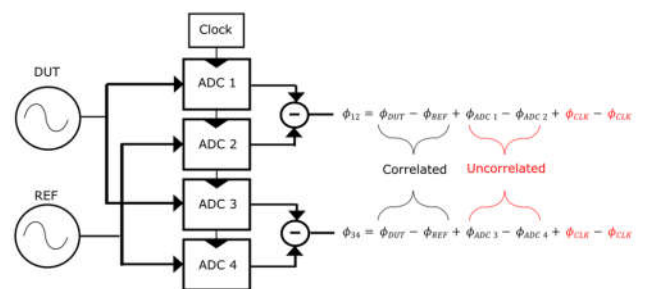 Clock
DUT
ADC 1
ϕ12 = ϕDUT − ϕREF + ϕADC 1 − ϕADC 2 + ϕCLK − ϕCLK
ADC 2
Correlated Uncorrelated
REF
ADC 3
ϕ34 = ϕDUT − ϕREF + ϕADC 3 − ϕADC 4 + ϕCLK − ϕCLK
ADC 4